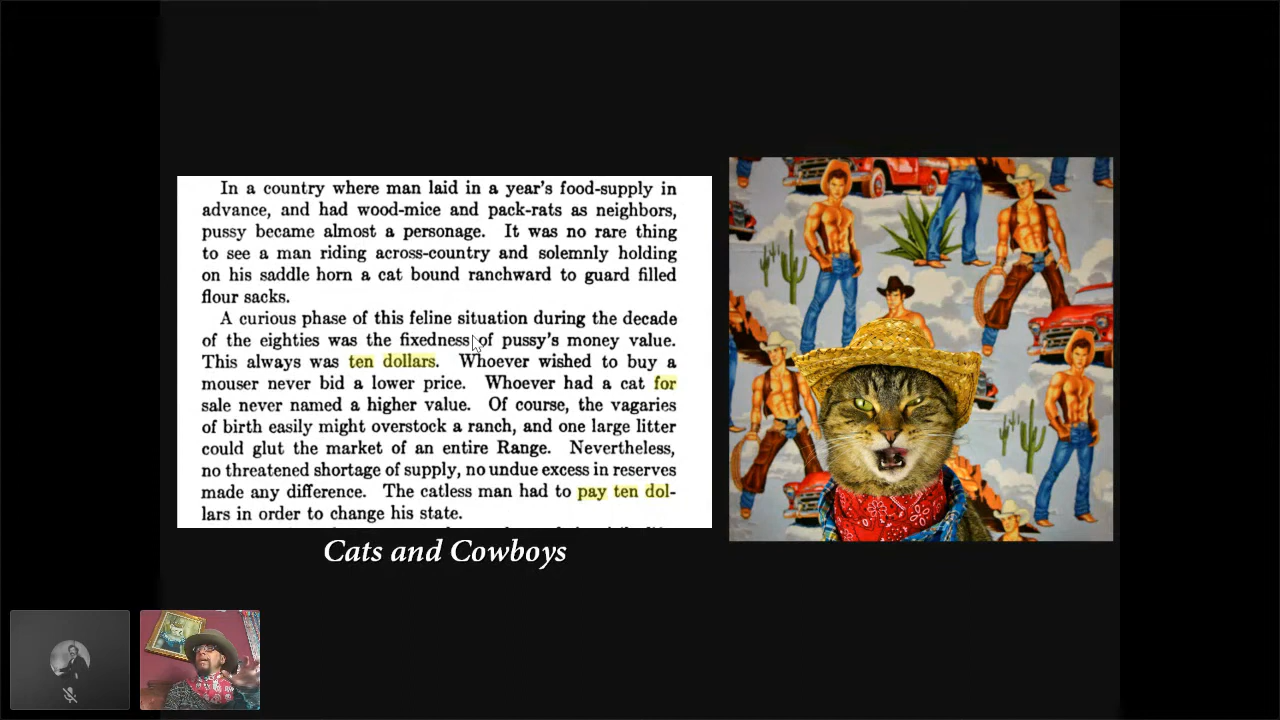 In a country where man laid in a year's food-supply in
advance, and had wood-mice and pack-rats as neighbors,
pussy became almost a personage. It was no rare thing
to see a man riding across-country and solemnly holding
on his saddle horn a cat bound ranchward to guard filled
flour sacks.
A curious phase of this feline situation during the decade
of the eighties was the fixedness of pussy's money value.
This always was ten dollars. Whoever wished to buy a
mouser never bid a lower price. Whoever had a cat for
sale never named a higher value. Of course, the vagaries
of birth easily might overstock a ranch, and one large litter
could glut the market of an entire Range. Nevertheless,
no threatened shortage of supply, no undue excess in reserves
made any difference. The catless man had to pay ten dol-
lars in order to change his state.
Cats and Cowboys